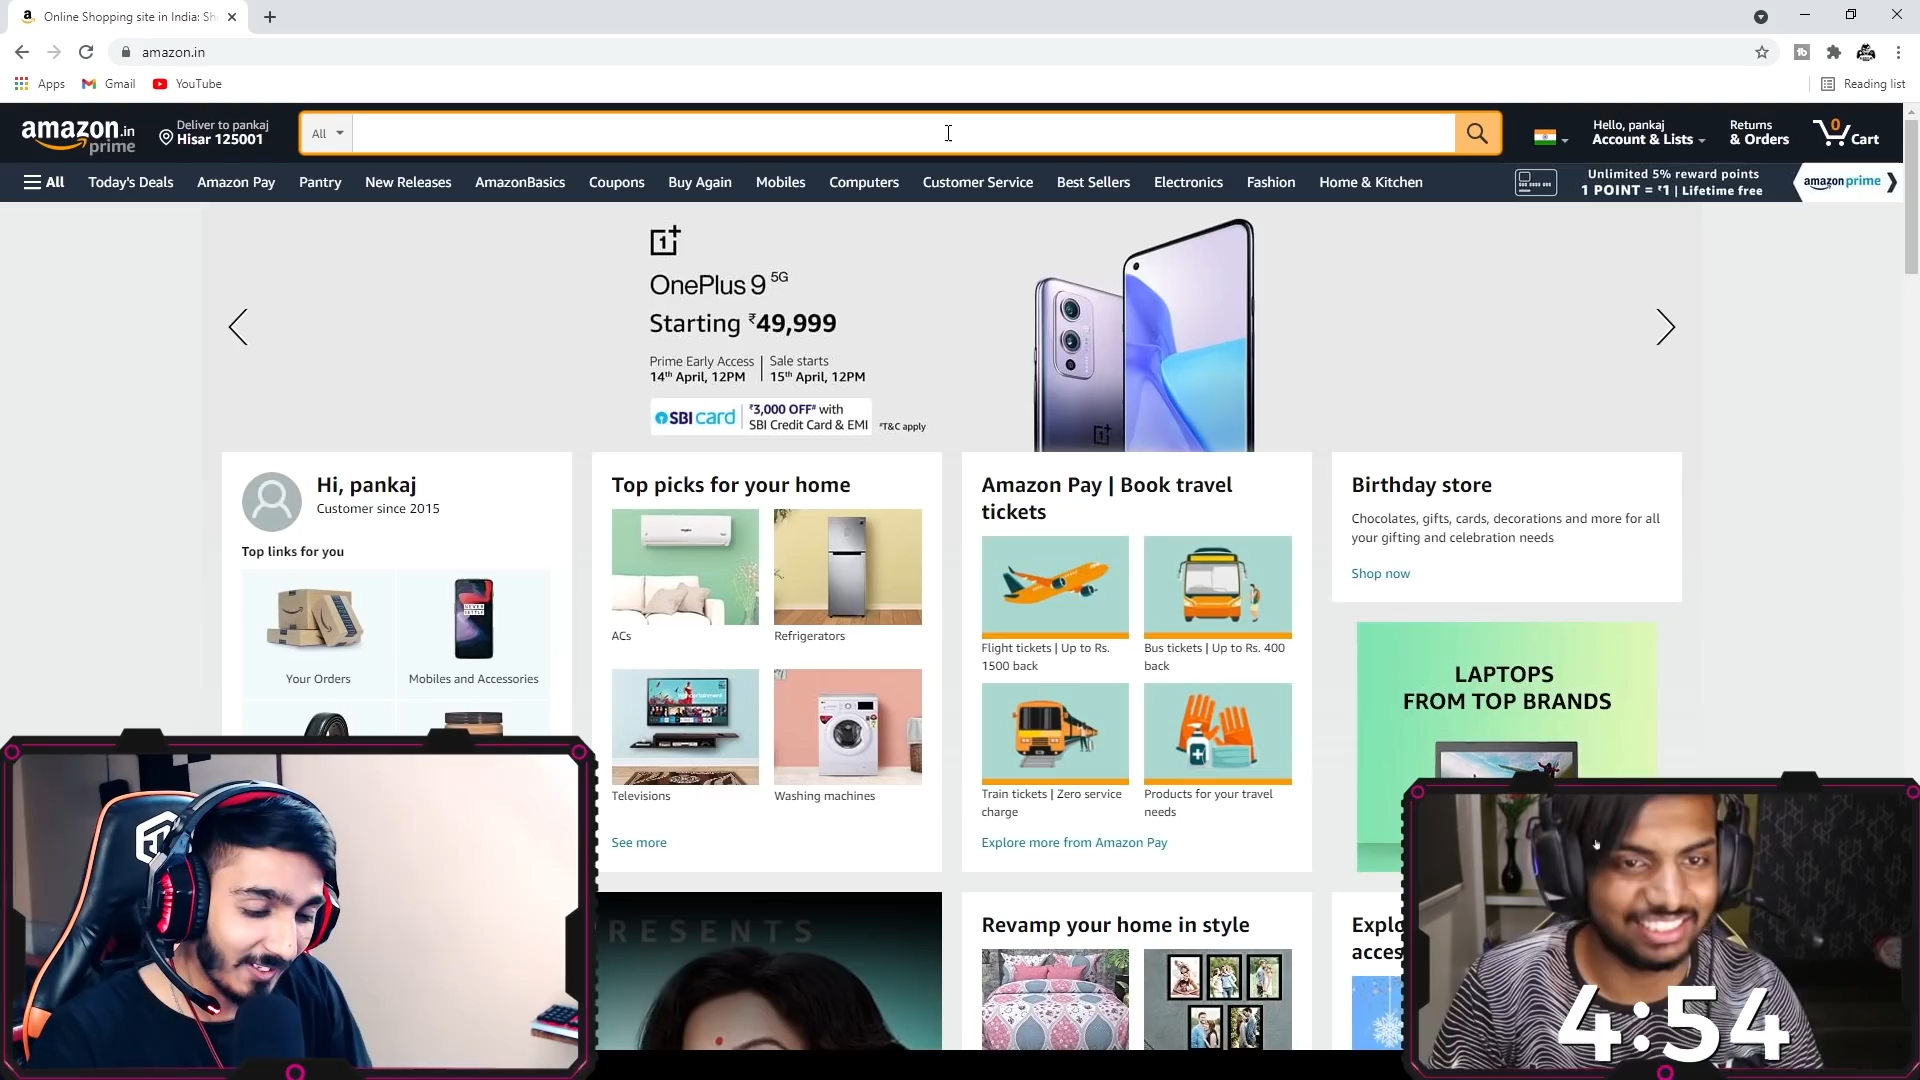 Online Shopping site in India: Sh
amazon.in
Apps
Gmail
YouTube
Reading list
amazon.in
prime
Deliver to pankaj
Hisar 125001
All
Hello, pankaj
Account & Lists
Returns
& Orders
0
Cart
All
Today's Deals
Amazon Pay
Pantry
New Releases
AmazonBasics
Coupons
Buy Again
Mobiles
Computers
Customer Service
Best Sellers
Electronics
Fashion
Home & Kitchen
Unlimited 5% reward points
1 POINT = ₹1 | Lifetime free
amazon prime
OnePlus 9 5G
Starting ₹49,999
Prime Early Access
14th April, 12PM
Sale starts
15th April, 12PM
SBI card
₹3,000 OFF# with
SBI Credit Card & EMI
#T&C apply
Hi, pankaj
Customer since 2015
Top links for you
Your Orders
Mobiles and Accessories
Top picks for your home
ACs
Refrigerators
Televisions
Washing machines
See more
Amazon Pay | Book travel
tickets
Flight tickets | Up to Rs.
1500 back
Bus tickets | Up to Rs. 400
back
Train tickets | Zero service
charge
Products for your travel
needs
Explore more from Amazon Pay
Birthday store
Chocolates, gifts, cards, decorations and more for all
your gifting and celebration needs
Shop now
LAPTOPS
FROM TOP BRANDS
RESENTS
Revamp your home in style
Explo
acces
4:54